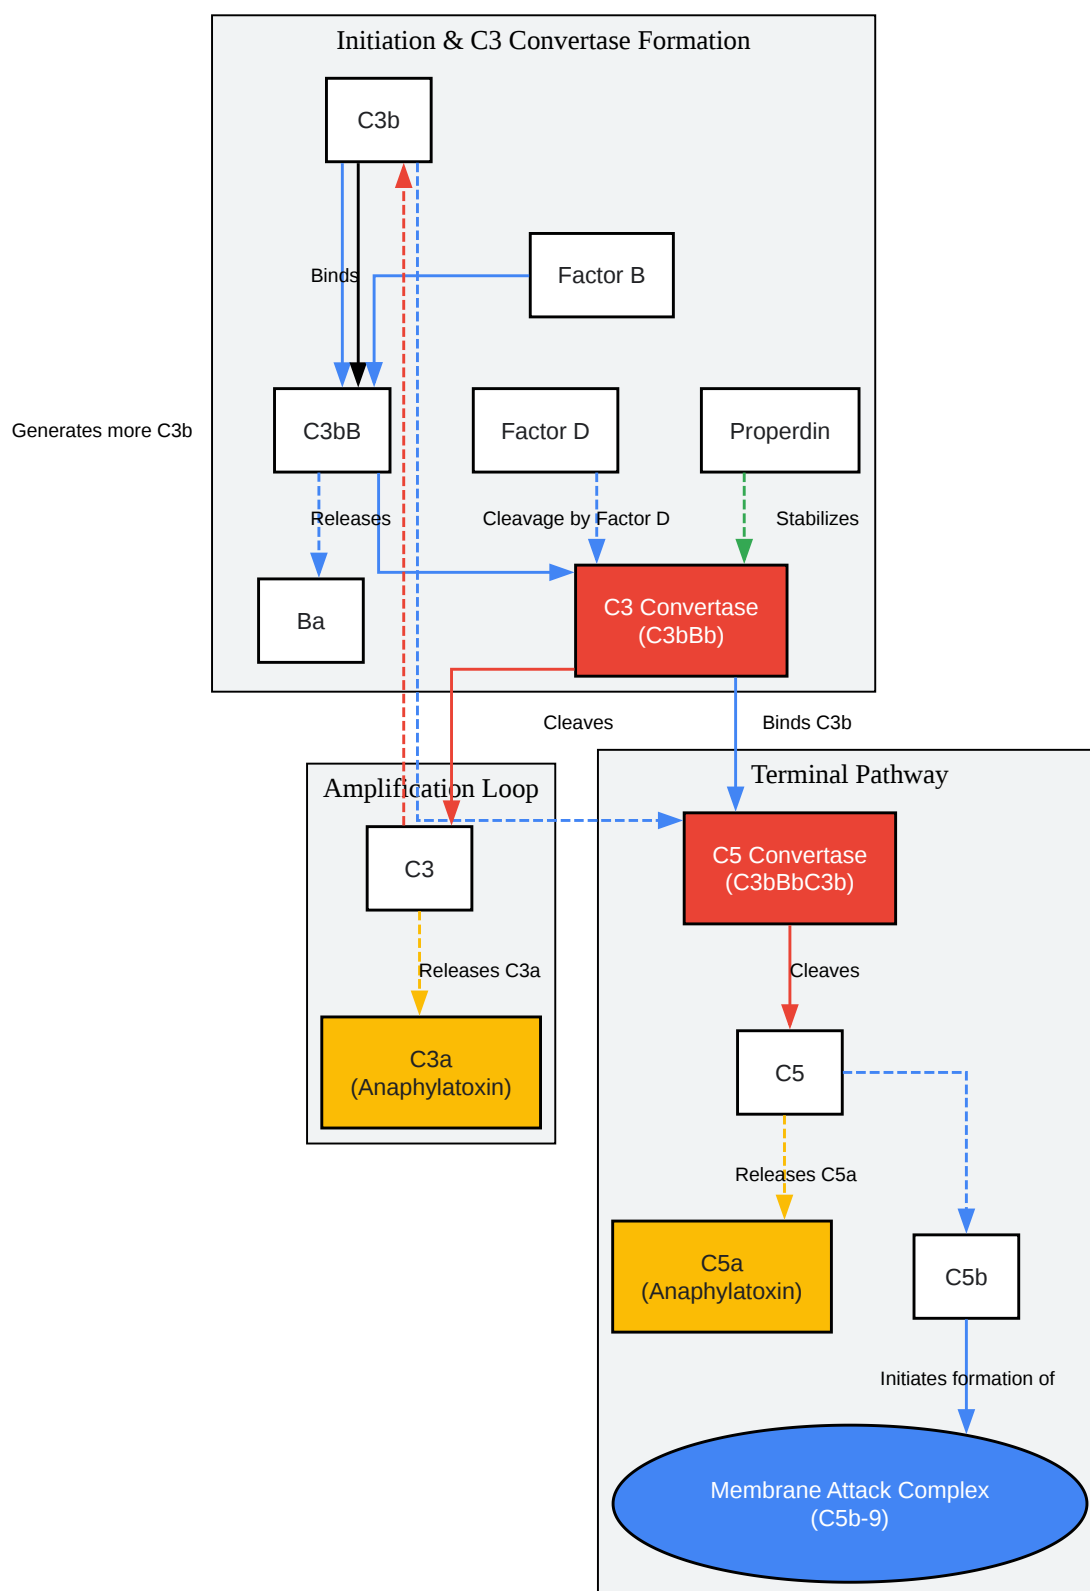 Initiation & C3 Convertase Formation
C3b
Binds
Factor B
Generates more C3b
C3bB
Factor D
Properdin
Releases
Cleavage by Factor D
Stabilizes
Ba
C3 Convertase
(C3bBb)
Cleaves
Binds C3b
Amplification Loop
Terminal Pathway
C3
C5 Convertase
(C3bBbC3b)
Releases C3a
Cleaves
C3a
(Anaphylatoxin)
C5
Releases C5a
C5a
(Anaphylatoxin)
C5b
Initiates formation of
Membrane Attack Complex
(C5b-9)